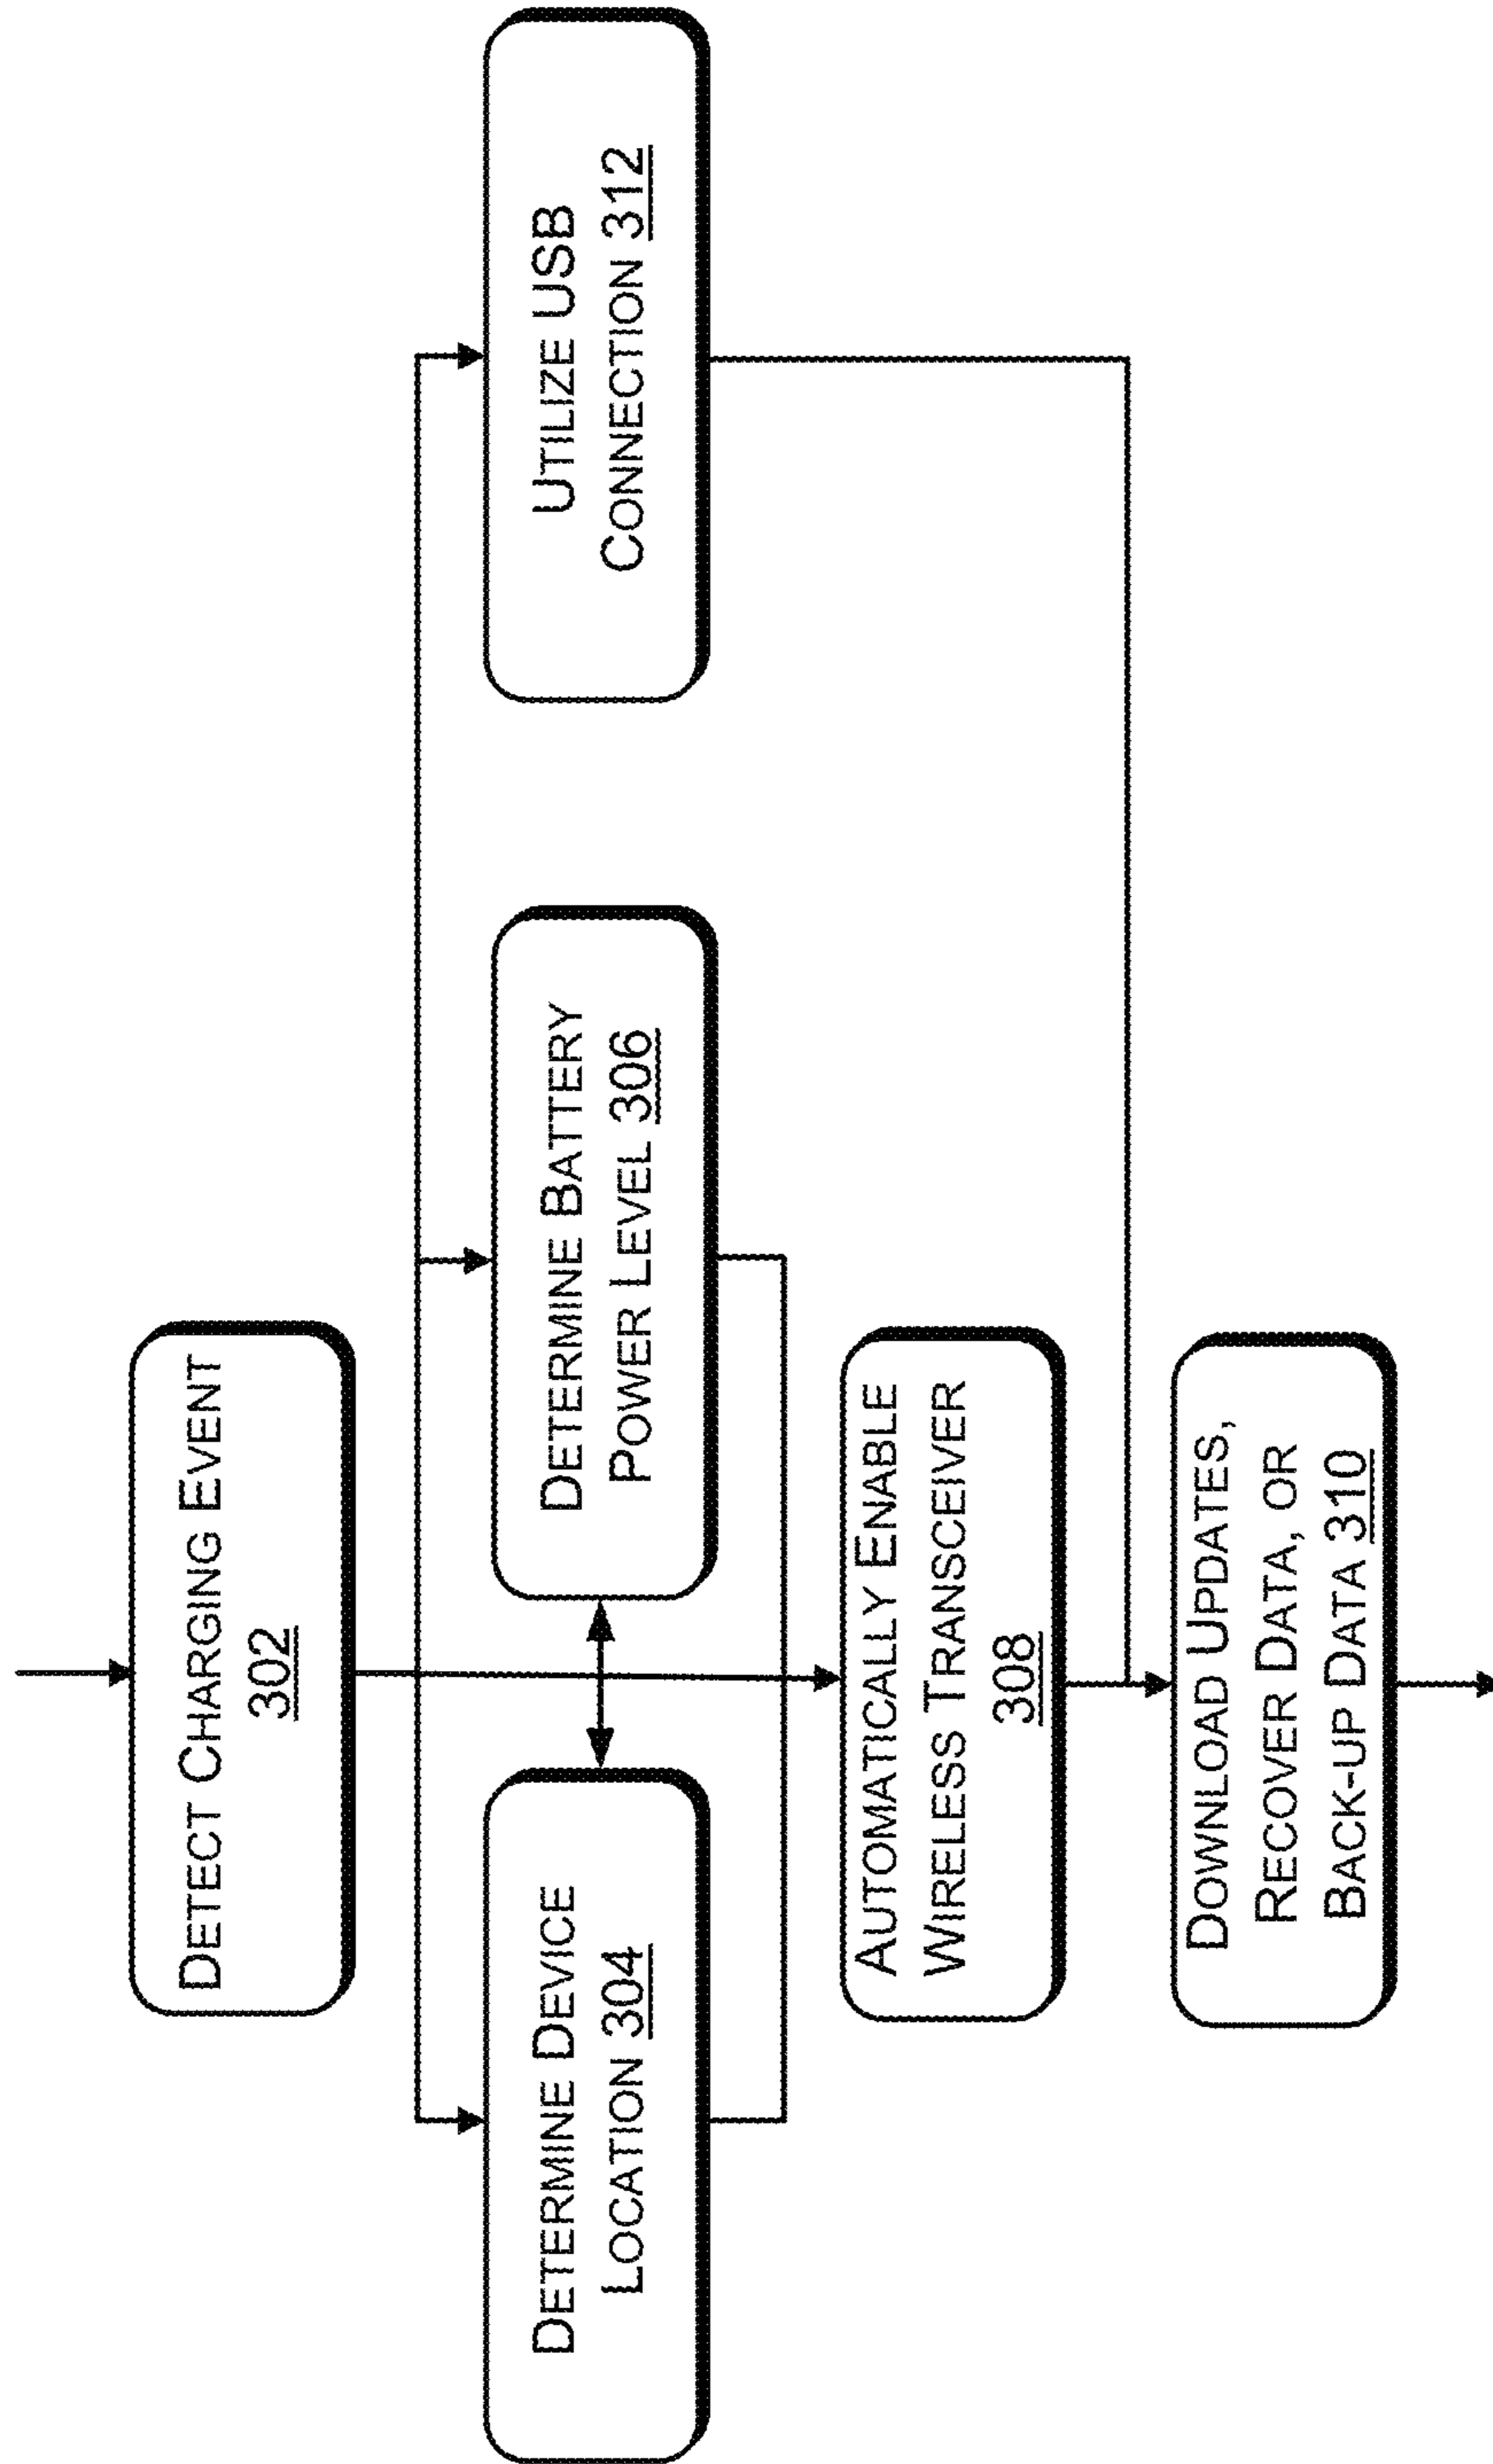 DETECT CHARGING EVENT
302
DETERMINE DEVICE
LOCATION 304
DETERMINE BATTERY
POWER LEVEL 306
UTILIZE USB
CONNECTION 312
AUTOMATICALLY ENABLE
WIRELESS TRANSCEIVER
308
DOWNLOAD UPDATES,
RECOVER DATA, OR
BACK-UP DATA 310